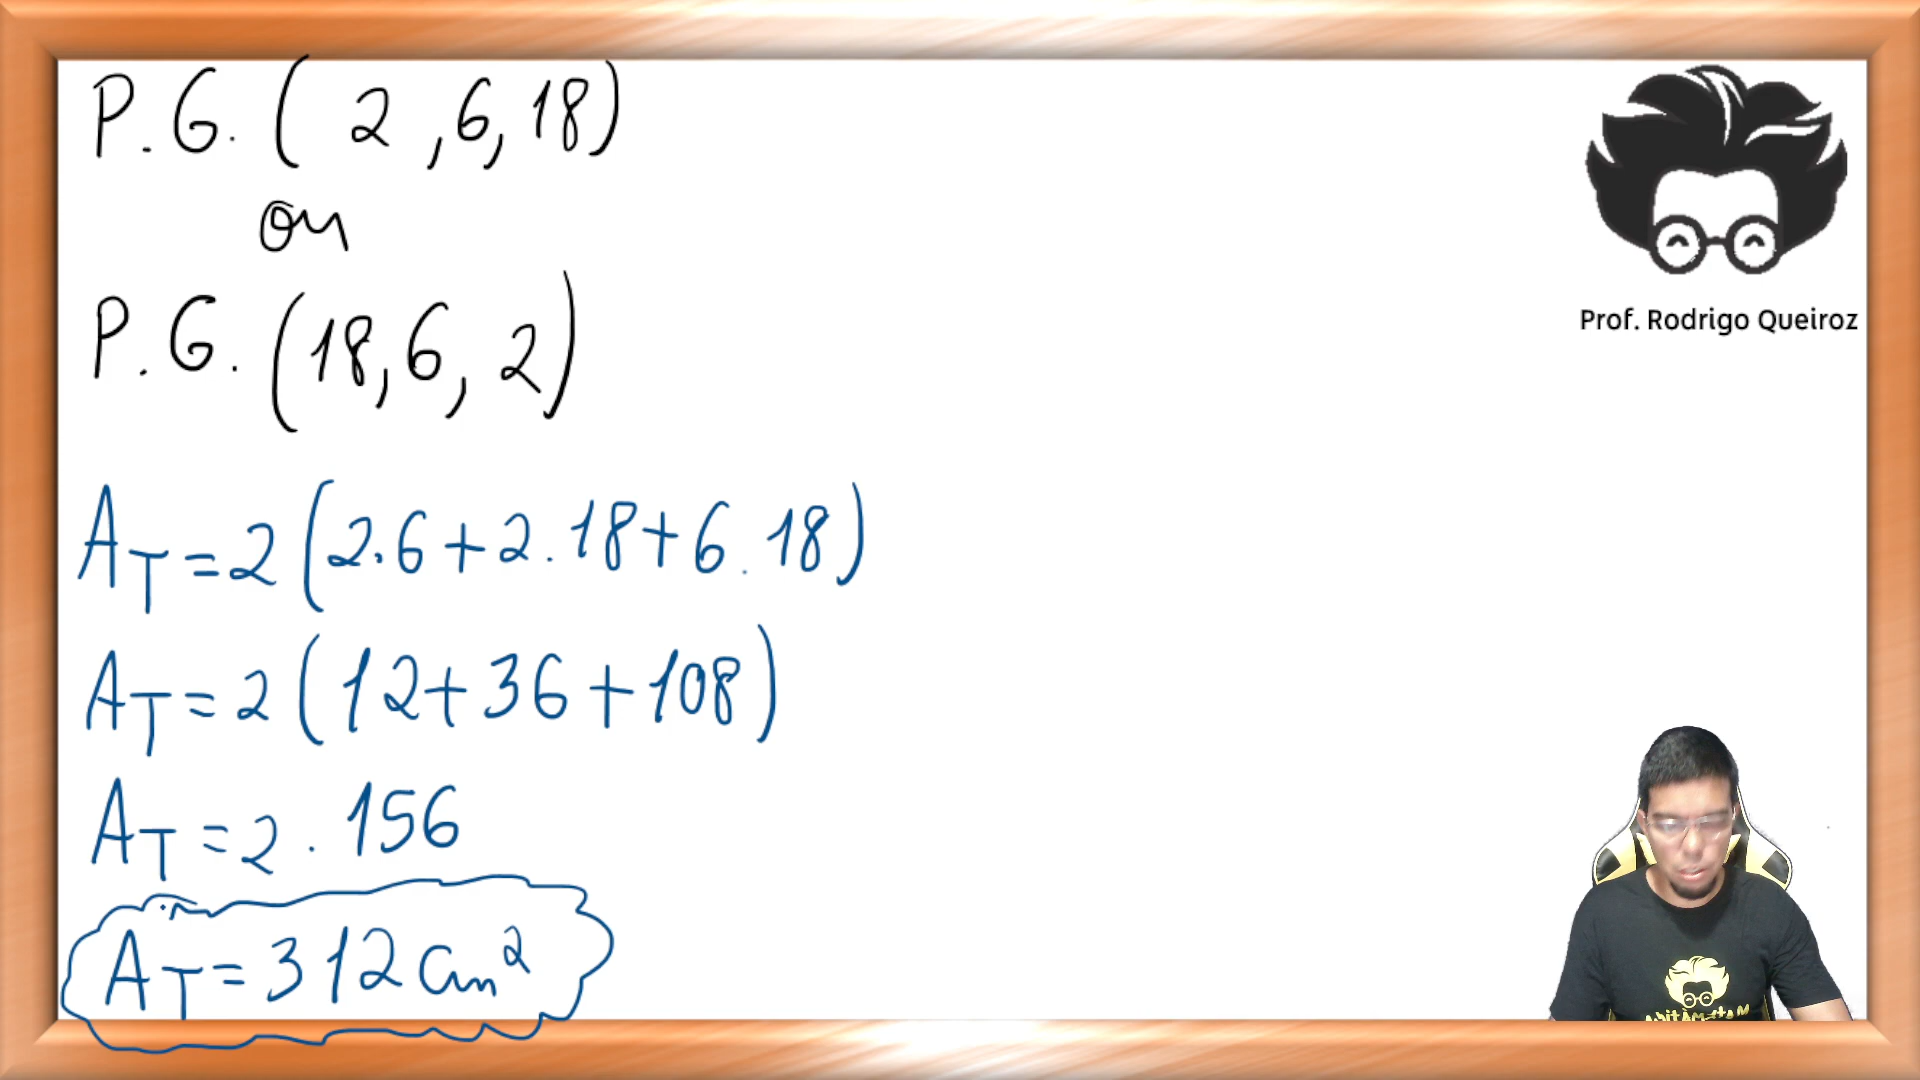 P.G. ( 2 , 6, 18)
ou
P.G. (18, 6, 2)
A_T = 2 (2.6 + 2.18 + 6.18)
A_T = 2 (12 + 36 + 108)
A_T = 2 . 156
A_T = 312 cm²
Prof. Rodrigo Queiroz